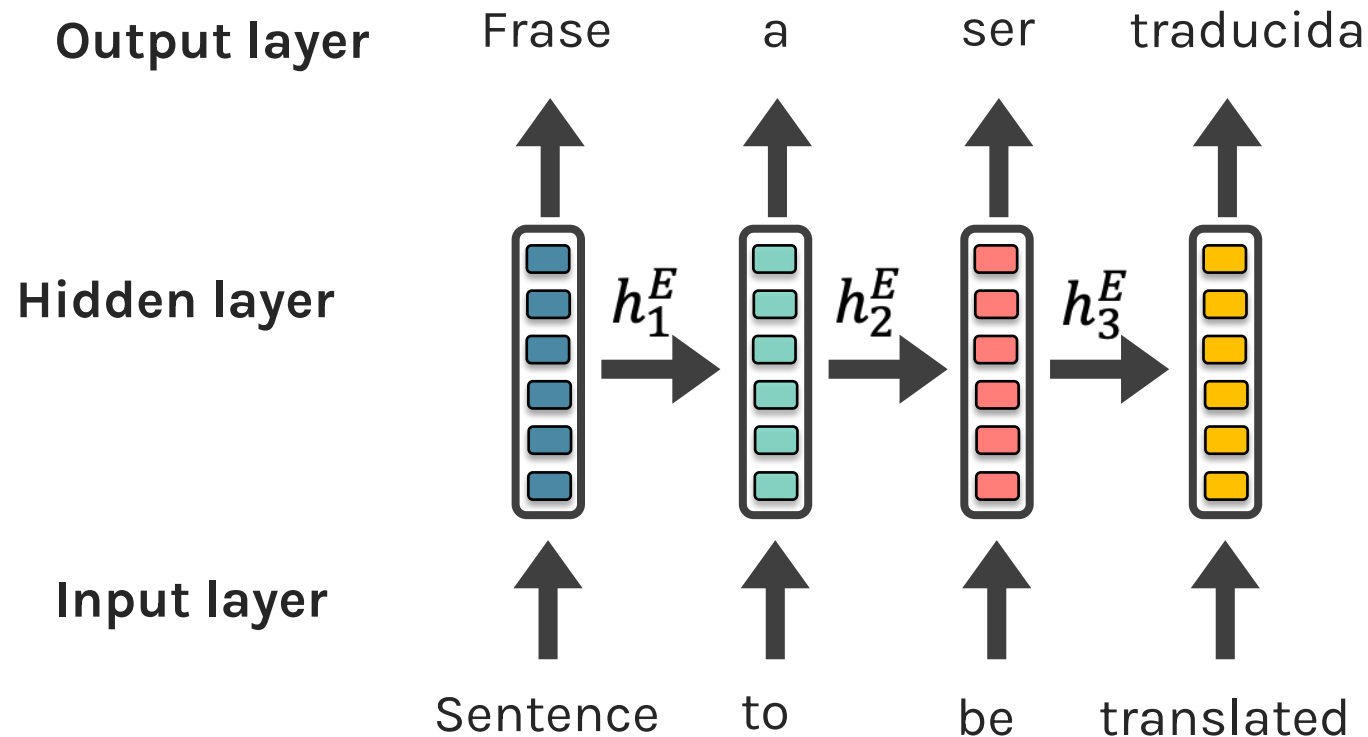 Output layer
Frase a ser traducida
Hidden layer
h_1^E h_2^E h_3^E
Input layer
Sentence to be translated